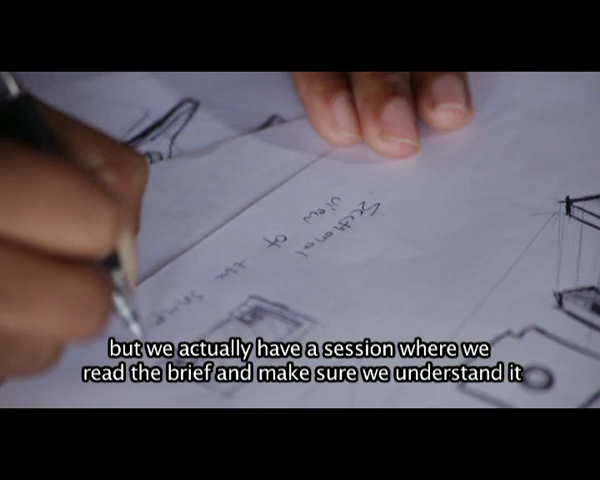 Sectional
view of the
but we actually have a session where we
read the brief and make sure we understand it